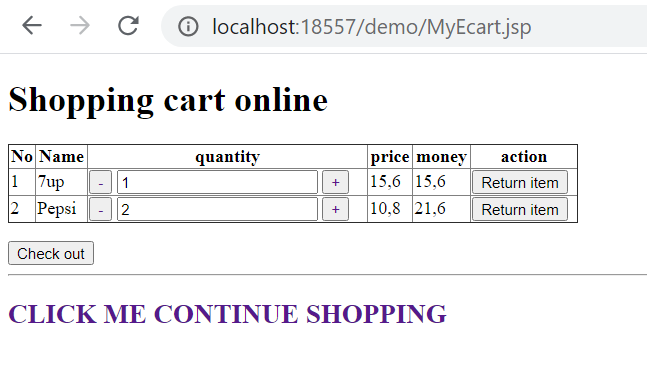 localhost:18557/demo/MyEcart.jsp
Shopping cart online
No Name quantity price money action
1 7up - 1 + 15,6 15,6 Return item
2 Pepsi - 2 + 10,8 21,6 Return item
Check out
CLICK ME CONTINUE SHOPPING